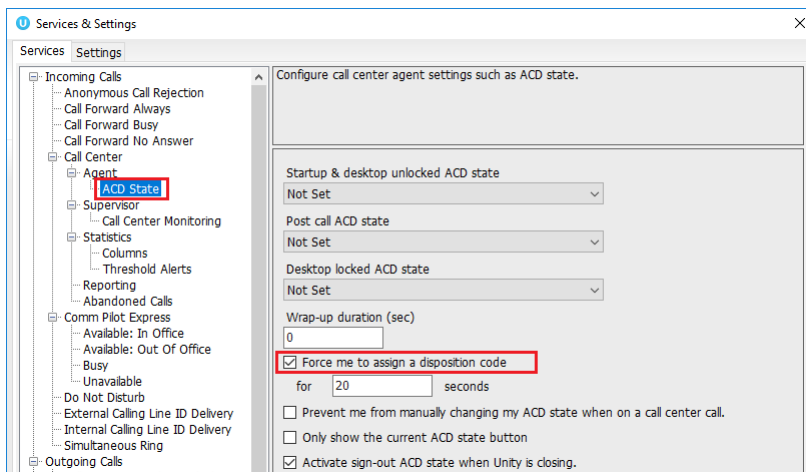 Services & Settings
Services Settings
Incoming Calls
Anonymous Call Rejection
Call Forward Always
Call Forward Busy
Call Forward No Answer
Call Center
Agent
ACD State
Supervisor
Call Center Monitoring
Statistics
Columns
Threshold Alerts
Reporting
Abandoned Calls
Comm Pilot Express
Available: In Office
Available: Out Of Office
Busy
Unavailable
Do Not Disturb
External Calling Line ID Delivery
Internal Calling Line ID Delivery
Simultaneous Ring
Outgoing Calls
Configure call center agent settings such as ACD state.
Startup & desktop unlocked ACD state
Not Set
Post call ACD state
Not Set
Desktop locked ACD state
Not Set
Wrap-up duration (sec)
0
Force me to assign a disposition code
for 20 seconds
Prevent me from manually changing my ACD state when on a call center call.
Only show the current ACD state button
Activate sign-out ACD state when Unity is closing.